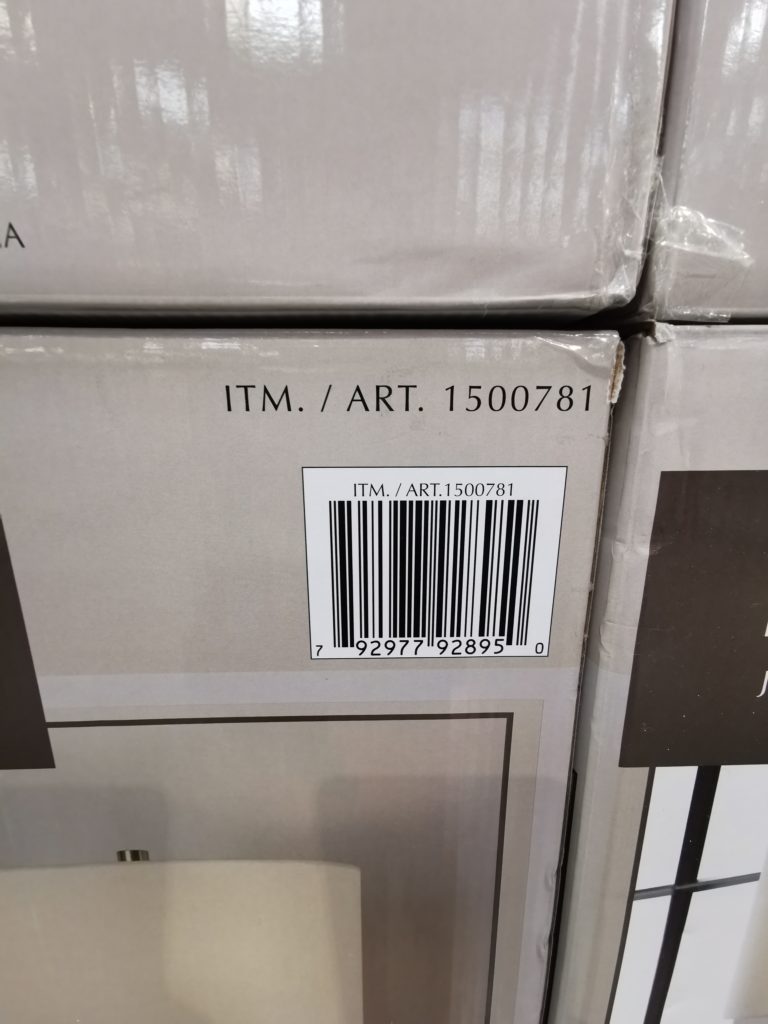 ITM. / ART. 1500781
ITM. / ART.1500781
7 92977 92895 0